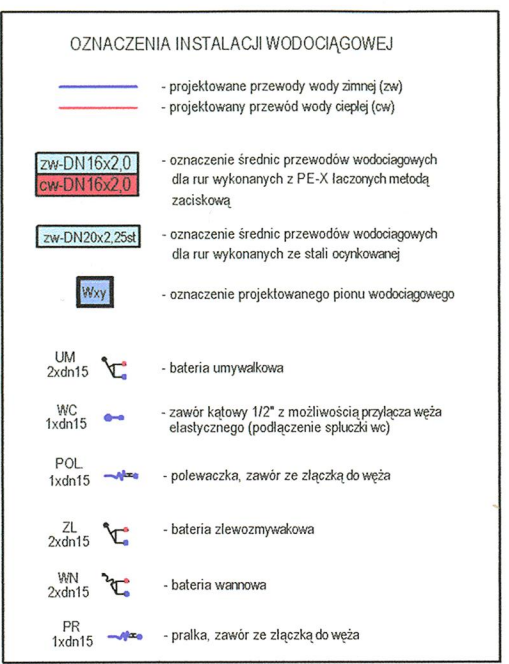 OZNACZENIA INSTALACJI WODOCIĄGOWEJ
- projektowane przewody wody zimnej (zw)
- projektowany przewód wody ciepłej (cw)
zw-DN16x2,0
cw-DN16x2,0
- oznaczenie średnic przewodów wodociagowych
dla rur wykonanych z PE-X łaczonych metodą
zaciskową
zw-DN20x2,25st
- oznaczenie średnic przewodów wodociagowych
dla rur wykonanych ze stali ocynkowanej
Wxy
- oznaczenie projektowanego pionu wodociągowego
UM
2xdn15
- bateria umywalkowa
WC
1xdn15
- zawór kątowy 1/2" z możliwością przyłącza węża
elastycznego (podłączenie spluczki wc)
POL.
1xdn15
- polewaczka, zawór ze złączką do węża
ZL
2xdn15
- bateria zlewozmywakowa
WN
2xdn15
- bateria wannowa
PR
1xdn15
- pralka, zawór ze złączką do węża